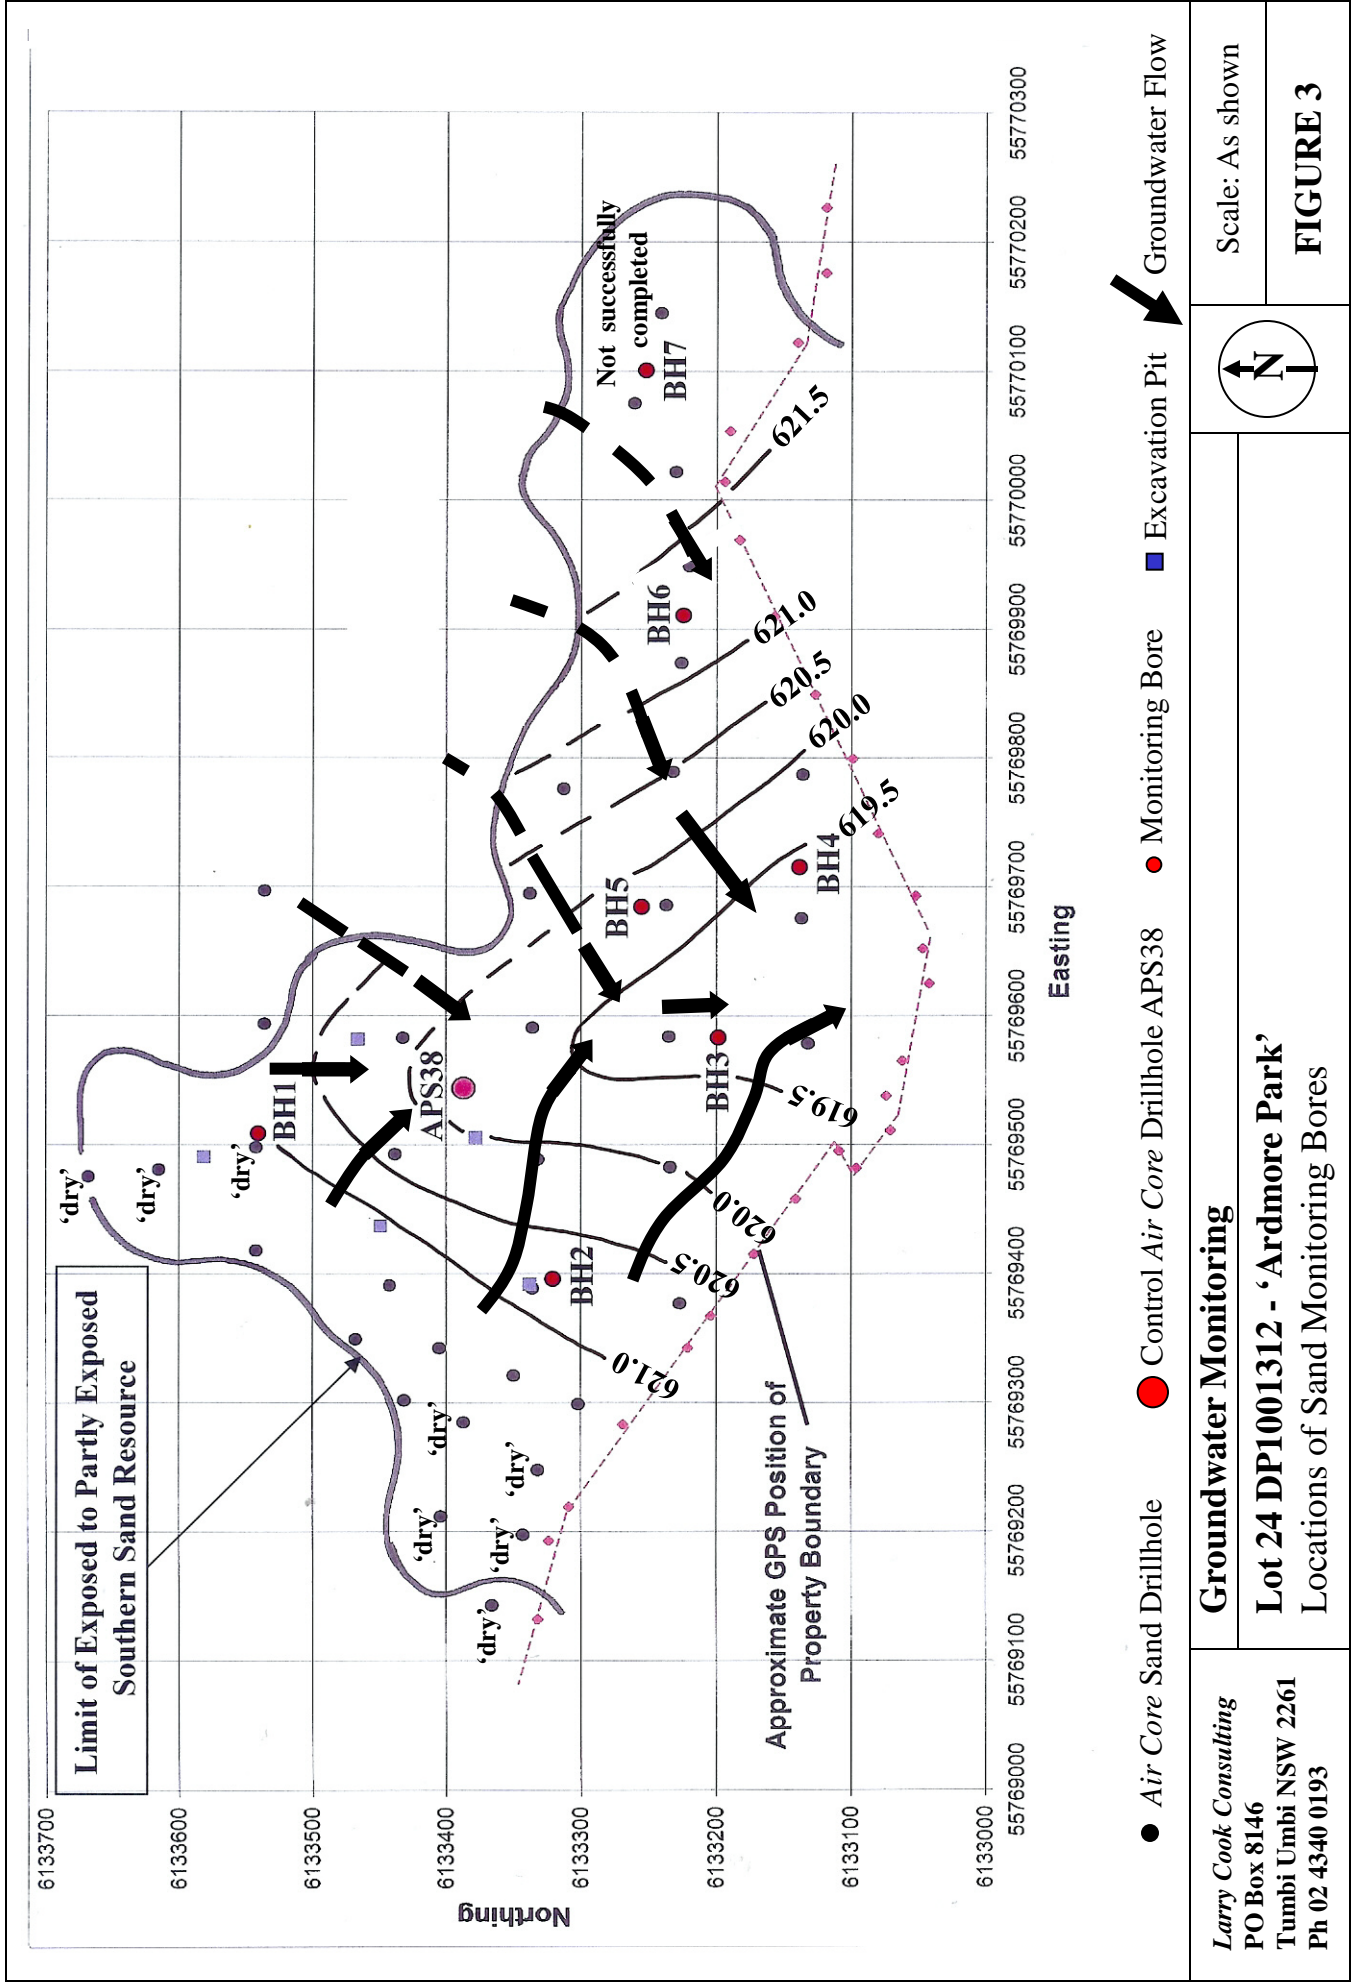 Limit of Exposed to Partly Exposed
Southern Sand Resource
'dry'
'dry'
'dry'
'dry'
'dry'
'dry'
'dry'
'dry'
BH1
APS38
BH2
BH3
BH4
BH5
BH6
BH7
Not successfully
completed
621.0
620.5
620.0
619.5
619.5
620.0
620.5
621.0
621.5
Approximate GPS Position of
Property Boundary
Northing
6133700
6133600
6133500
6133400
6133300
6133200
6133100
6133000
55769000
55769100
55769200
55769300
55769400
55769500
55769600
55769700
55769800
55769900
55770000
55770100
55770200
55770300
Easting
Air Core Sand Drillhole
Control Air Core Drillhole APS38
Monitoring Bore
Excavation Pit
Groundwater Flow
Larry Cook Consulting
PO Box 8146
Tumbi Umbi NSW 2261
Ph 02 4340 0193
Groundwater Monitoring
Lot 24 DP1001312 - 'Ardmore Park'
Locations of Sand Monitoring Bores
N
Scale: As shown
FIGURE 3